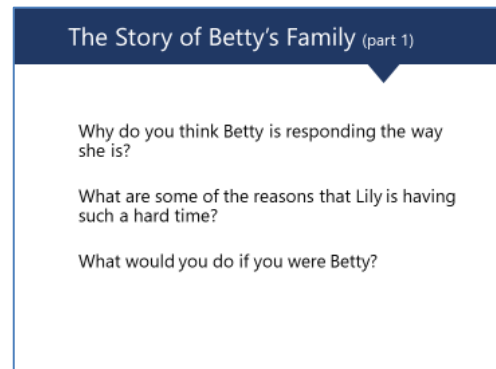 The Story of Betty’s Family (part 1)
Why do you think Betty is responding the way
she is?
What are some of the reasons that Lily is having
such a hard time?
What would you do if you were Betty?